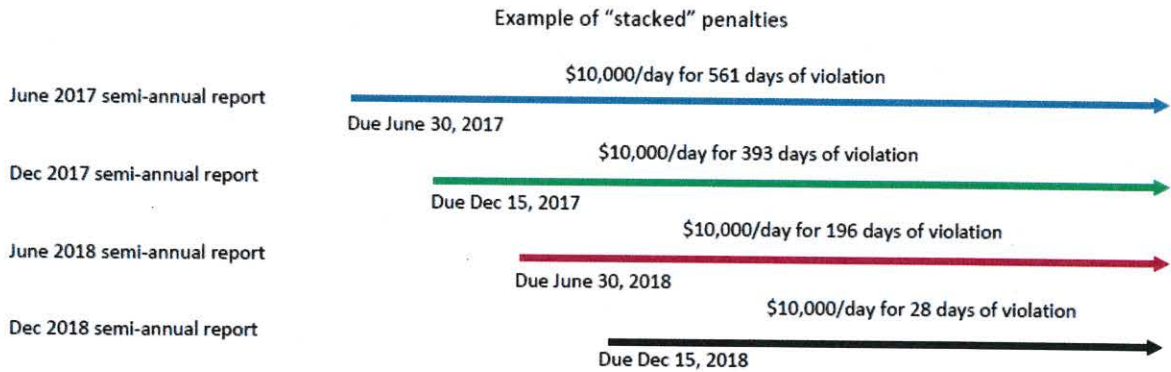 Example of “stacked” penalties
$10,000/day for 561 days of violation
June 2017 semi-annual report
Due June 30, 2017
$10,000/day for 393 days of violation
Dec 2017 semi-annual report
Due Dec 15, 2017
$10,000/day for 196 days of violation
June 2018 semi-annual report
Due June 30, 2018
$10,000/day for 28 days of violation
Dec 2018 semi-annual report
Due Dec 15, 2018